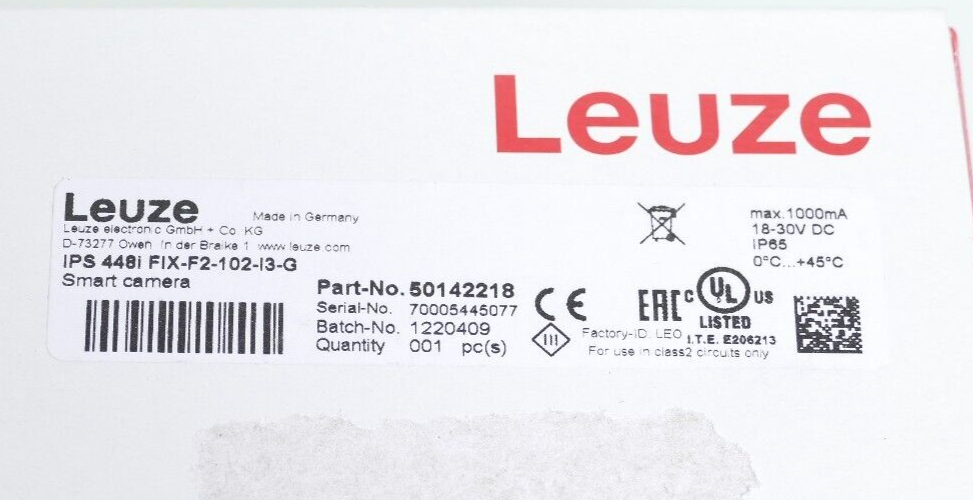 Leuze
Leuze
Made in Germany
Leuze electronic GmbH + Co. KG
D-73277 Owen In der Braike 1 www.leuze.com
IPS 448i FIX-F2-102-I3-G
Smart camera
Part-No. 50142218
Serial-No. 70005445077
Batch-No. 1220409
Quantity 001 pc(s)
CE
III
EAC
C UL US
LISTED
Factory-ID: LEO I.T.E. E206213
For use in class2 circuits only
max.1000mA
18-30V DC
IP65
0°C...+45°C